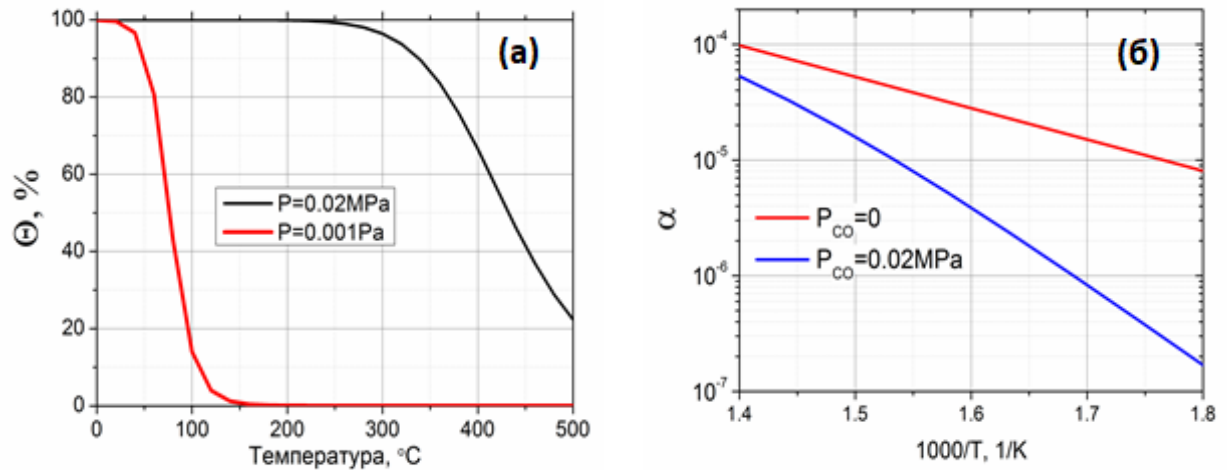 (а)
Θ, %
100
80
60
40
20
0
P=0.02MPa
P=0.001Pa
0 100 200 300 400 500
Температура, °C
(б)
α
10⁻⁴
10⁻⁵
10⁻⁶
10⁻⁷
P_CO=0
P_CO=0.02MPa
1.4 1.5 1.6 1.7 1.8
1000/T, 1/K